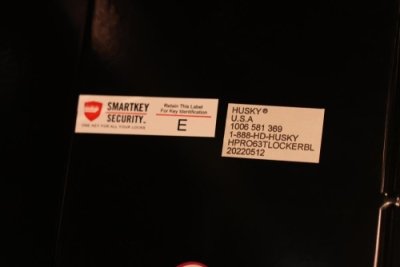 SMARTKEY
SECURITY.
ONE KEY FOR ALL YOUR LOCKS
Retain This Label
For Key Identification
E
HUSKY®
U.S.A
1006 581 369
1-888-HD-HUSKY
HPRO63TLOCKERBL
20220512